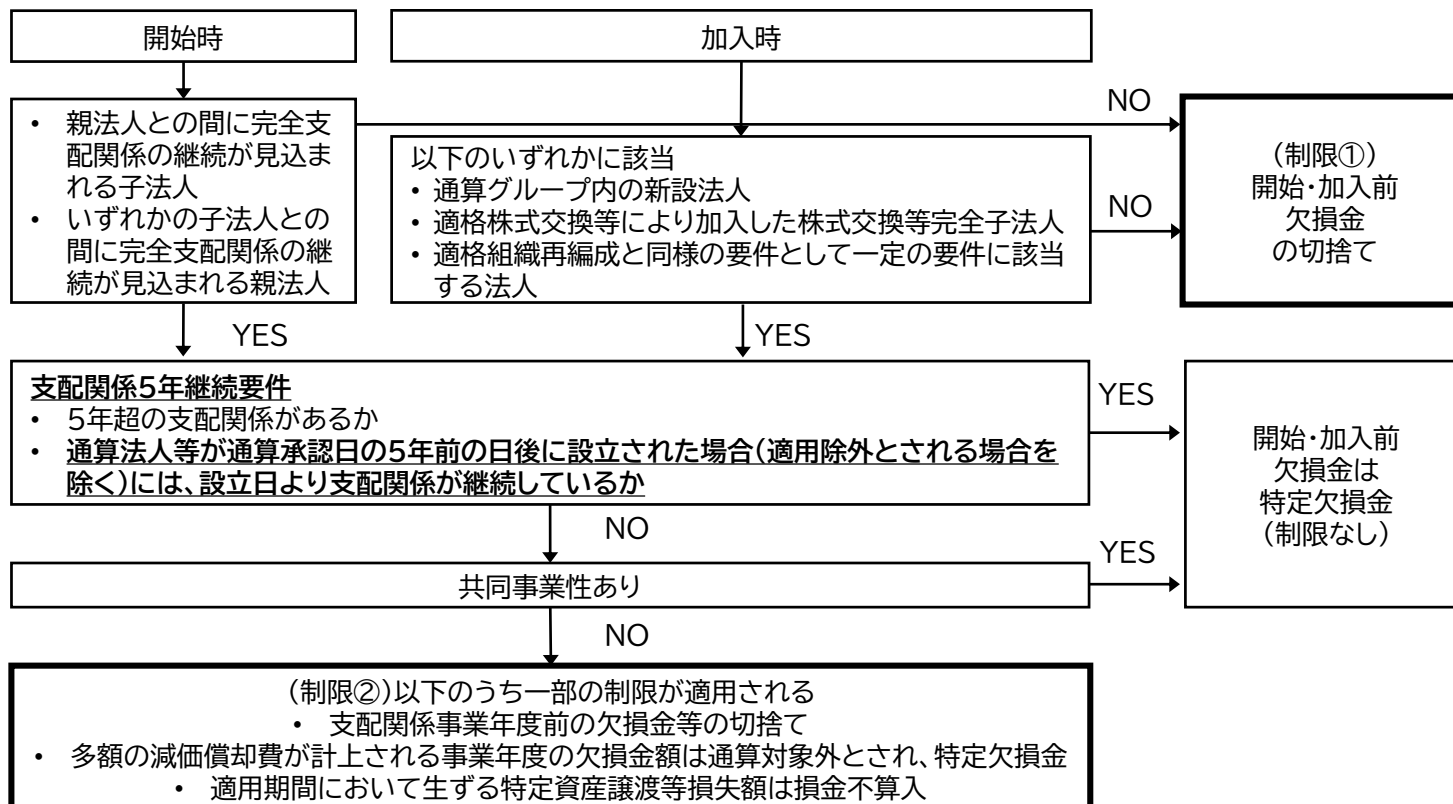 開始時
加入時
• 親法人との間に完全支
配関係の継続が見込ま
れる子法人
• いずれかの子法人との
間に完全支配関係の継
続が見込まれる親法人
以下のいずれかに該当
• 通算グループ内の新設法人
• 適格株式交換等により加入した株式交換等完全子法人
• 適格組織再編成と同様の要件として一定の要件に該当
する法人
NO
NO
(制限①)
開始・加入前
欠損金
の切捨て
YES
YES
支配関係5年継続要件
• 5年超の支配関係があるか
• 通算法人等が通算承認日の5年前の日後に設立された場合(適用除外とされる場合を
除く)には、設立日より支配関係が継続しているか
YES
開始・加入前
欠損金は
特定欠損金
(制限なし)
NO
共同事業性あり
YES
NO
(制限②)以下のうち一部の制限が適用される
• 支配関係事業年度前の欠損金等の切捨て
• 多額の減価償却費が計上される事業年度の欠損金額は通算対象外とされ、特定欠損金
• 適用期間において生ずる特定資産譲渡等損失額は損金不算入